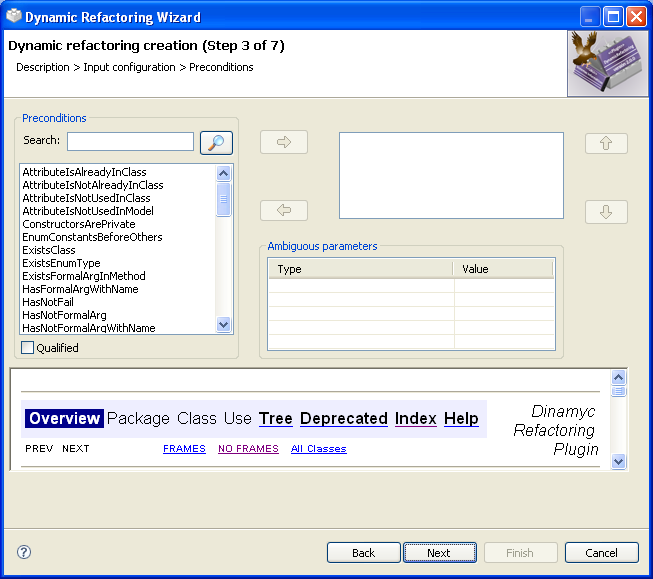 Dynamic Refactoring Wizard
Dynamic refactoring creation (Step 3 of 7)
Description > Input configuration > Preconditions
Preconditions
Search:
AttributeIsAlreadyInClass
AttributeIsNotAlreadyInClass
AttributeIsNotUsedInClass
AttributeIsNotUsedInModel
ConstructorsArePrivate
EnumConstantsBeforeOthers
ExistsClass
ExistsEnumType
ExistsFormalArgInMethod
HasFormalArgWithName
HasNotFail
HasNotFormalArg
HasNotFormalArgWithName
Qualified
Ambiguous parameters
Type Value
Overview Package Class Use Tree Deprecated Index Help
PREV NEXT FRAMES NO FRAMES All Classes
Dinamyc
Refactoring
Plugin
? Back Next Finish Cancel